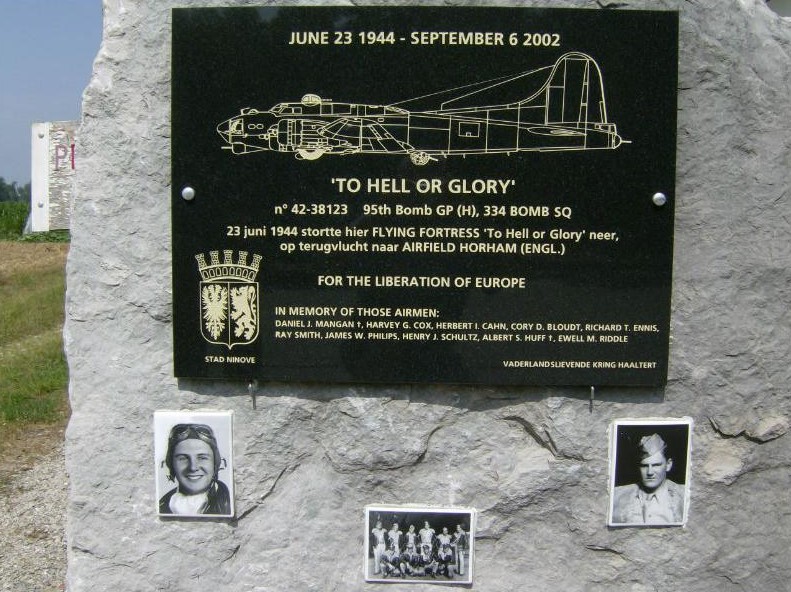 JUNE 23 1944 - SEPTEMBER 6 2002
'TO HELL OR GLORY'
n° 42-38123 95th Bomb GP (H), 334 BOMB SQ
23 juni 1944 stortte hier FLYING FORTRESS 'To Hell or Glory' neer,
op terugvlucht naar AIRFIELD HORHAM (ENGL.)
FOR THE LIBERATION OF EUROPE
IN MEMORY OF THOSE AIRMEN:
DANIEL J. MANGAN †, HARVEY G. COX, HERBERT I. CAHN, CORY D. BLOUDT, RICHARD T. ENNIS,
RAY SMITH, JAMES W. PHILIPS, HENRY J. SCHULTZ, ALBERT S. HUFF †, EWELL M. RIDDLE
STAD NINOVE
VADERLANDSLIEVENDE KRING HAALTERT